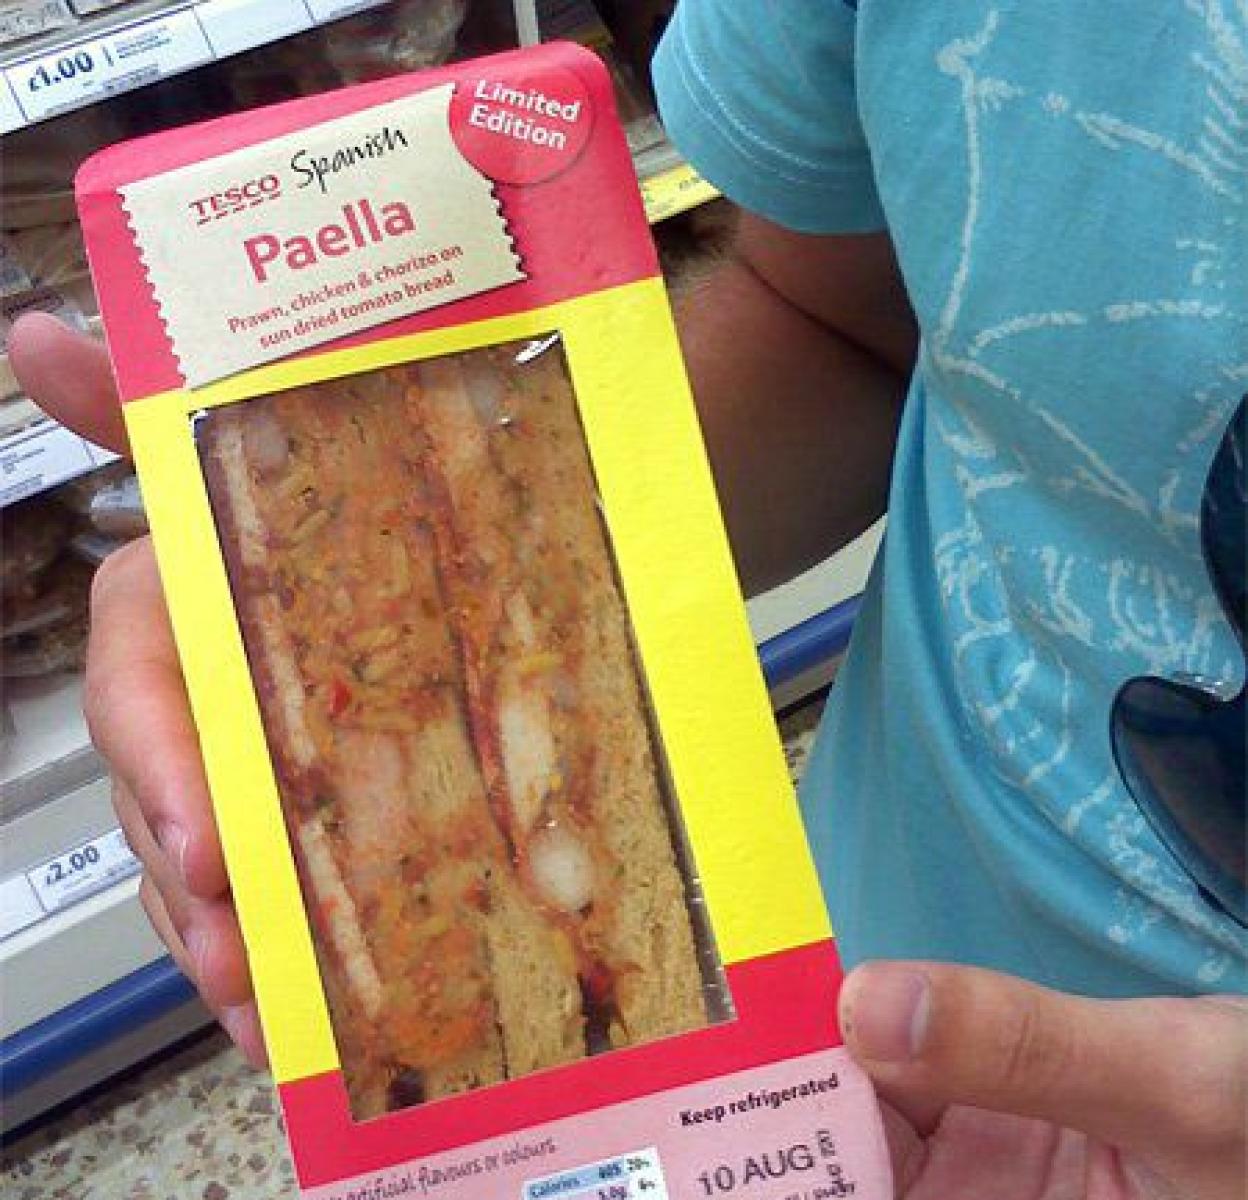 £1.00
Limited
Edition
TESCO Spanish
Paella
Prawn, chicken & chorizo on
sun dried tomato bread
£2.00
Keep refrigerated
artificial flavours or colours
10 AUG
Calories 20%